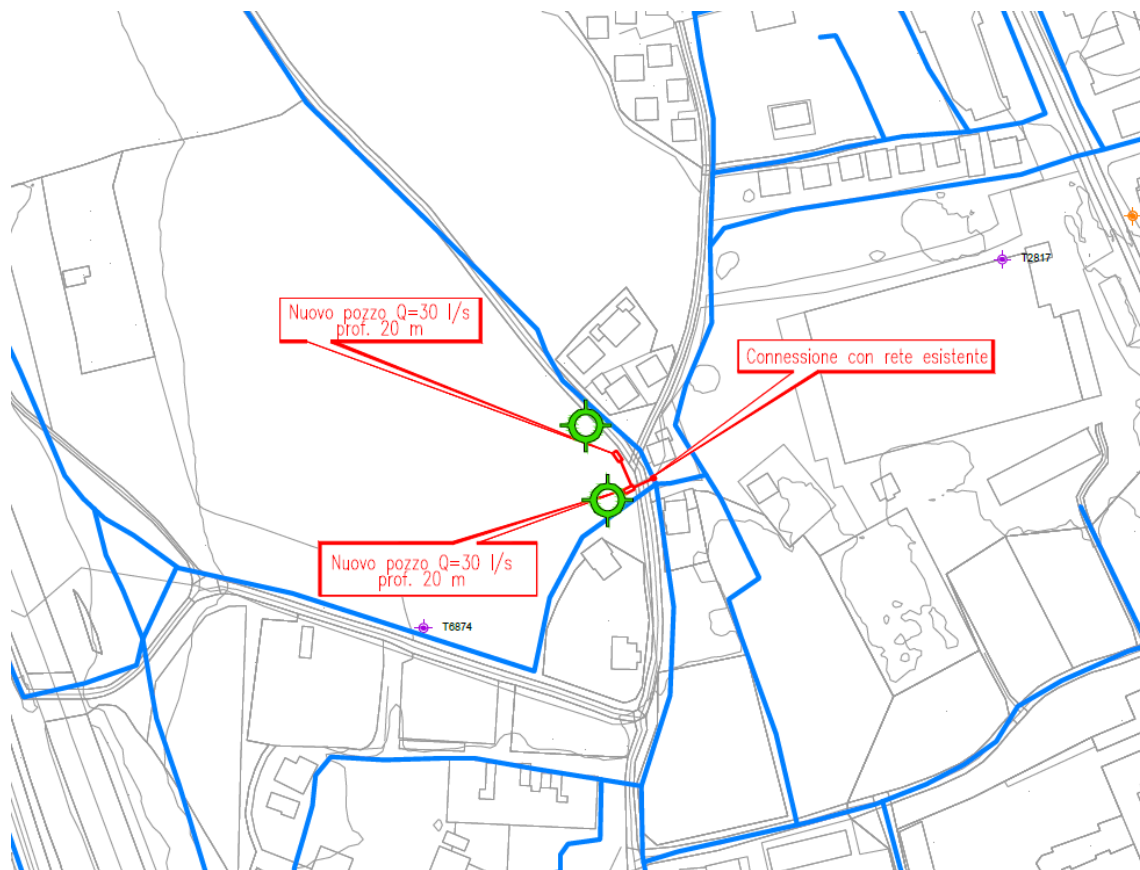 T2817
Nuovo pozzo Q=30 l/s
prof. 20 m
Connessione con rete esistente
Nuovo pozzo Q=30 l/s
prof. 20 m
T6874